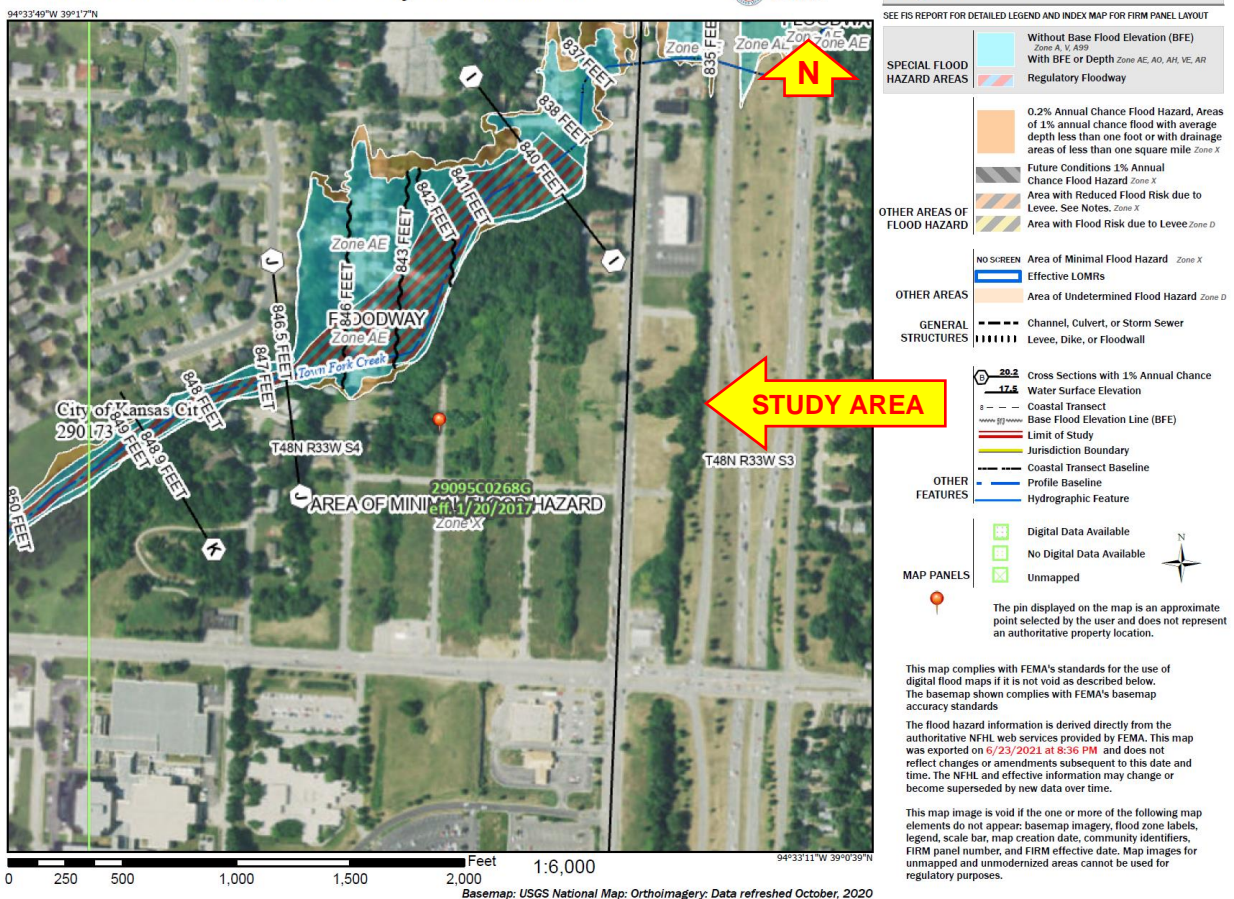 94°33'49"W 39°1'7"N
Zone AE
Zone AE
Zone AE
N
837 FEET
835 FEET
838 FEET
I
840 FEET
841 FEET
842 FEET
843 FEET
I
Zone AE
J
846 FEET
846.5 FEET
FLOODWAY
Zone AE
Town Fork Creek
847 FEET
848 FEET
City of Kansas Cit
290173
849 FEET
848.9 FEET
850 FEET
K
T48N R33W S4
J
STUDY AREA
T48N R33W S3
29095C0268G
eff. 1/20/2017
AREA OF MINIMAL FLOOD HAZARD
Zone X
94°33'11"W 39°0'39"N
Feet
1:6,000
0 250 500 1,000 1,500 2,000
Basemap: USGS National Map: Orthoimagery: Data refreshed October, 2020
SEE FIS REPORT FOR DETAILED LEGEND AND INDEX MAP FOR FIRM PANEL LAYOUT
SPECIAL FLOOD
HAZARD AREAS
Without Base Flood Elevation (BFE)
Zone A, V, A99
With BFE or Depth Zone AE, AO, AH, VE, AR
Regulatory Floodway
OTHER AREAS OF
FLOOD HAZARD
0.2% Annual Chance Flood Hazard, Areas
of 1% annual chance flood with average
depth less than one foot or with drainage
areas of less than one square mile Zone X
Future Conditions 1% Annual
Chance Flood Hazard Zone X
Area with Reduced Flood Risk due to
Levee. See Notes. Zone X
Area with Flood Risk due to Levee Zone D
OTHER AREAS
NO SCREEN Area of Minimal Flood Hazard Zone X
Effective LOMRs
Area of Undetermined Flood Hazard Zone D
GENERAL
STRUCTURES
Channel, Culvert, or Storm Sewer
Levee, Dike, or Floodwall
OTHER
FEATURES
B 20.2 Cross Sections with 1% Annual Chance
17.5 Water Surface Elevation
8 Coastal Transect
513 Base Flood Elevation Line (BFE)
Limit of Study
Jurisdiction Boundary
Coastal Transect Baseline
Profile Baseline
Hydrographic Feature
MAP PANELS
Digital Data Available
No Digital Data Available
Unmapped
N
The pin displayed on the map is an approximate
point selected by the user and does not represent
an authoritative property location.
This map complies with FEMA's standards for the use of
digital flood maps if it is not void as described below.
The basemap shown complies with FEMA's basemap
accuracy standards
The flood hazard information is derived directly from the
authoritative NFHL web services provided by FEMA. This map
was exported on 6/23/2021 at 8:36 PM and does not
reflect changes or amendments subsequent to this date and
time. The NFHL and effective information may change or
become superseded by new data over time.
This map image is void if the one or more of the following map
elements do not appear: basemap imagery, flood zone labels,
legend, scale bar, map creation date, community identifiers,
FIRM panel number, and FIRM effective date. Map images for
unmapped and unmodernized areas cannot be used for
regulatory purposes.